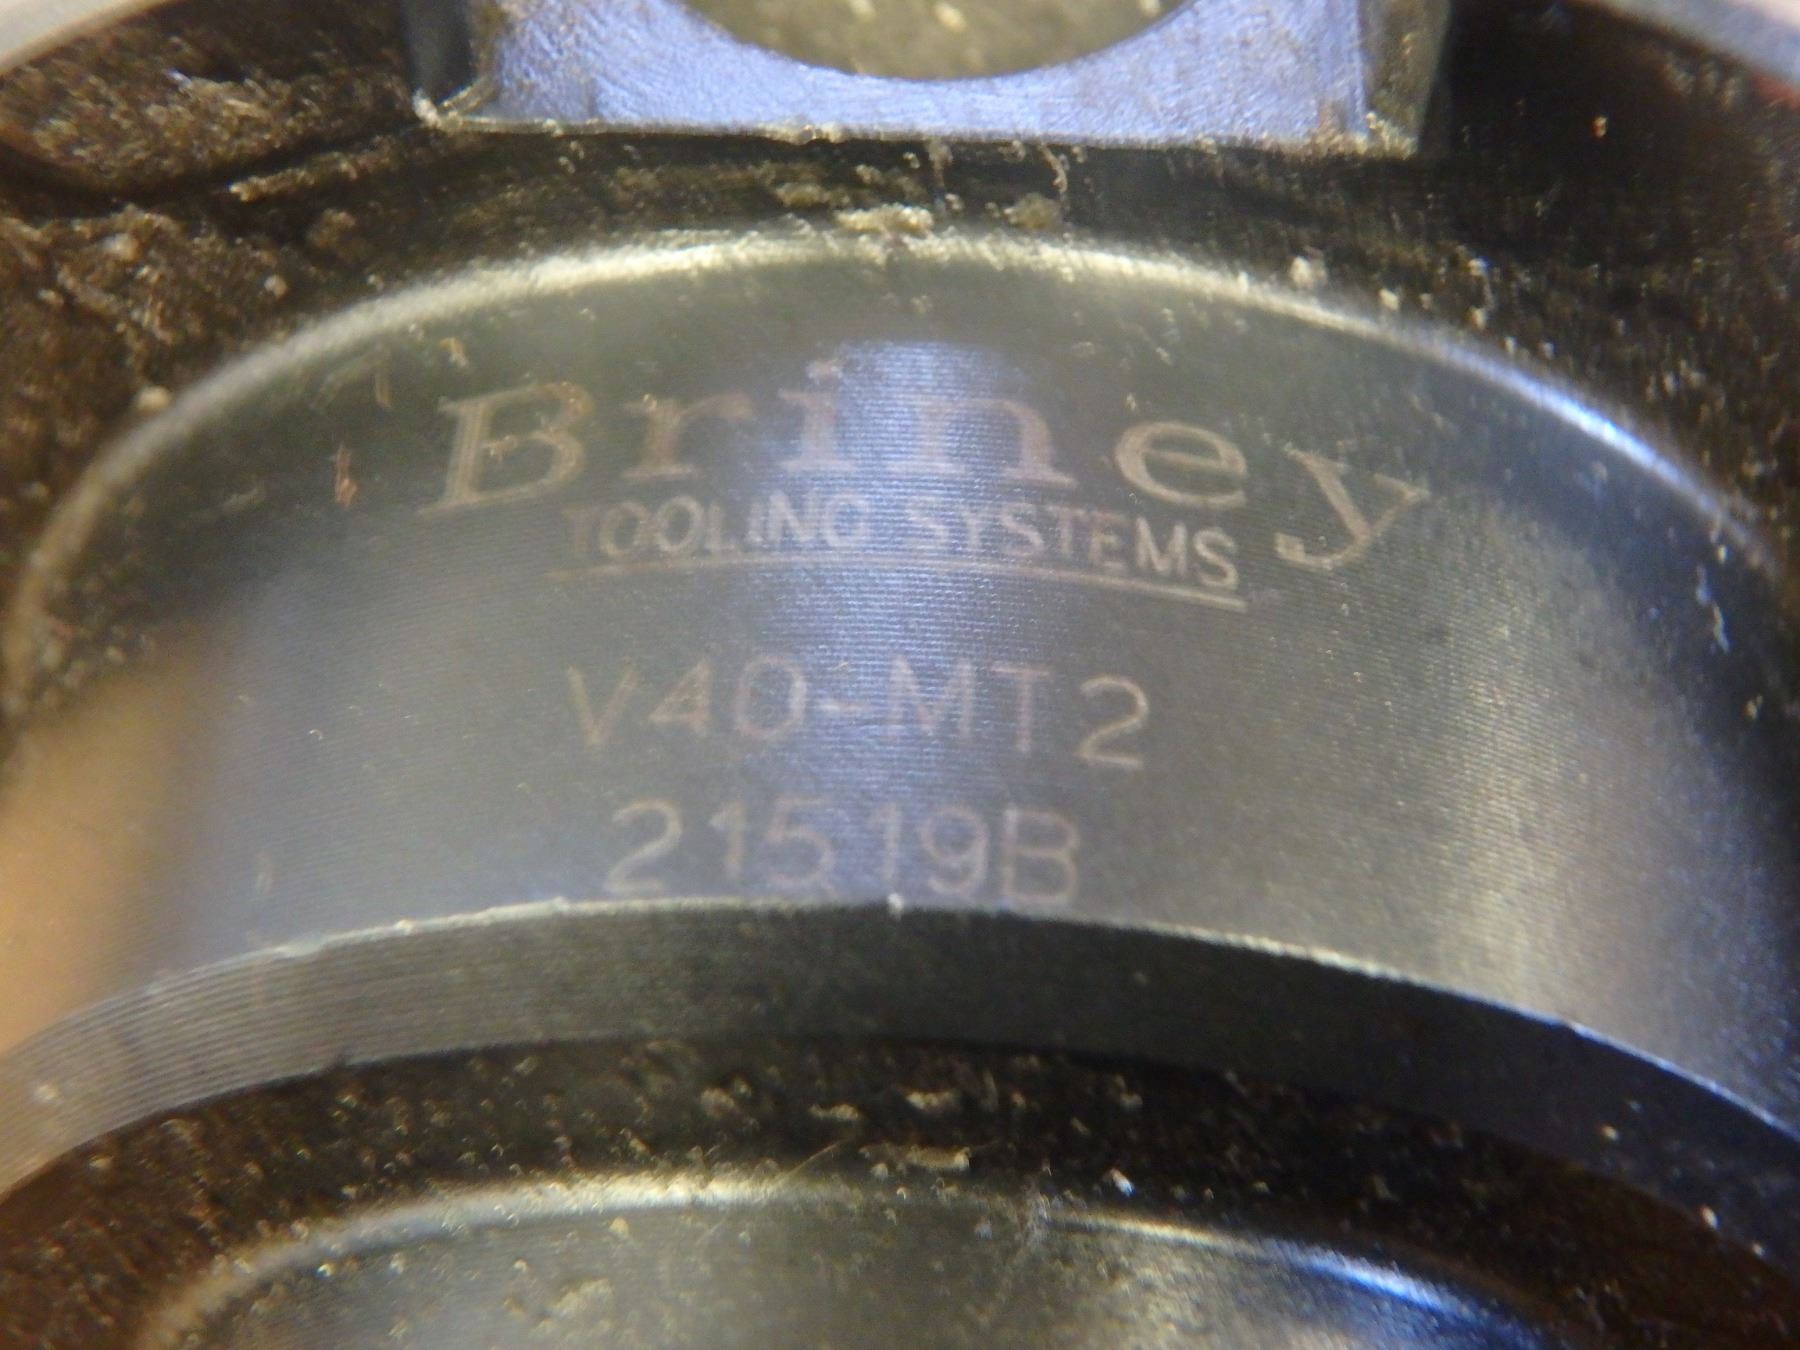 Briney
TOOLING SYSTEMS
V40-MT2
21519B